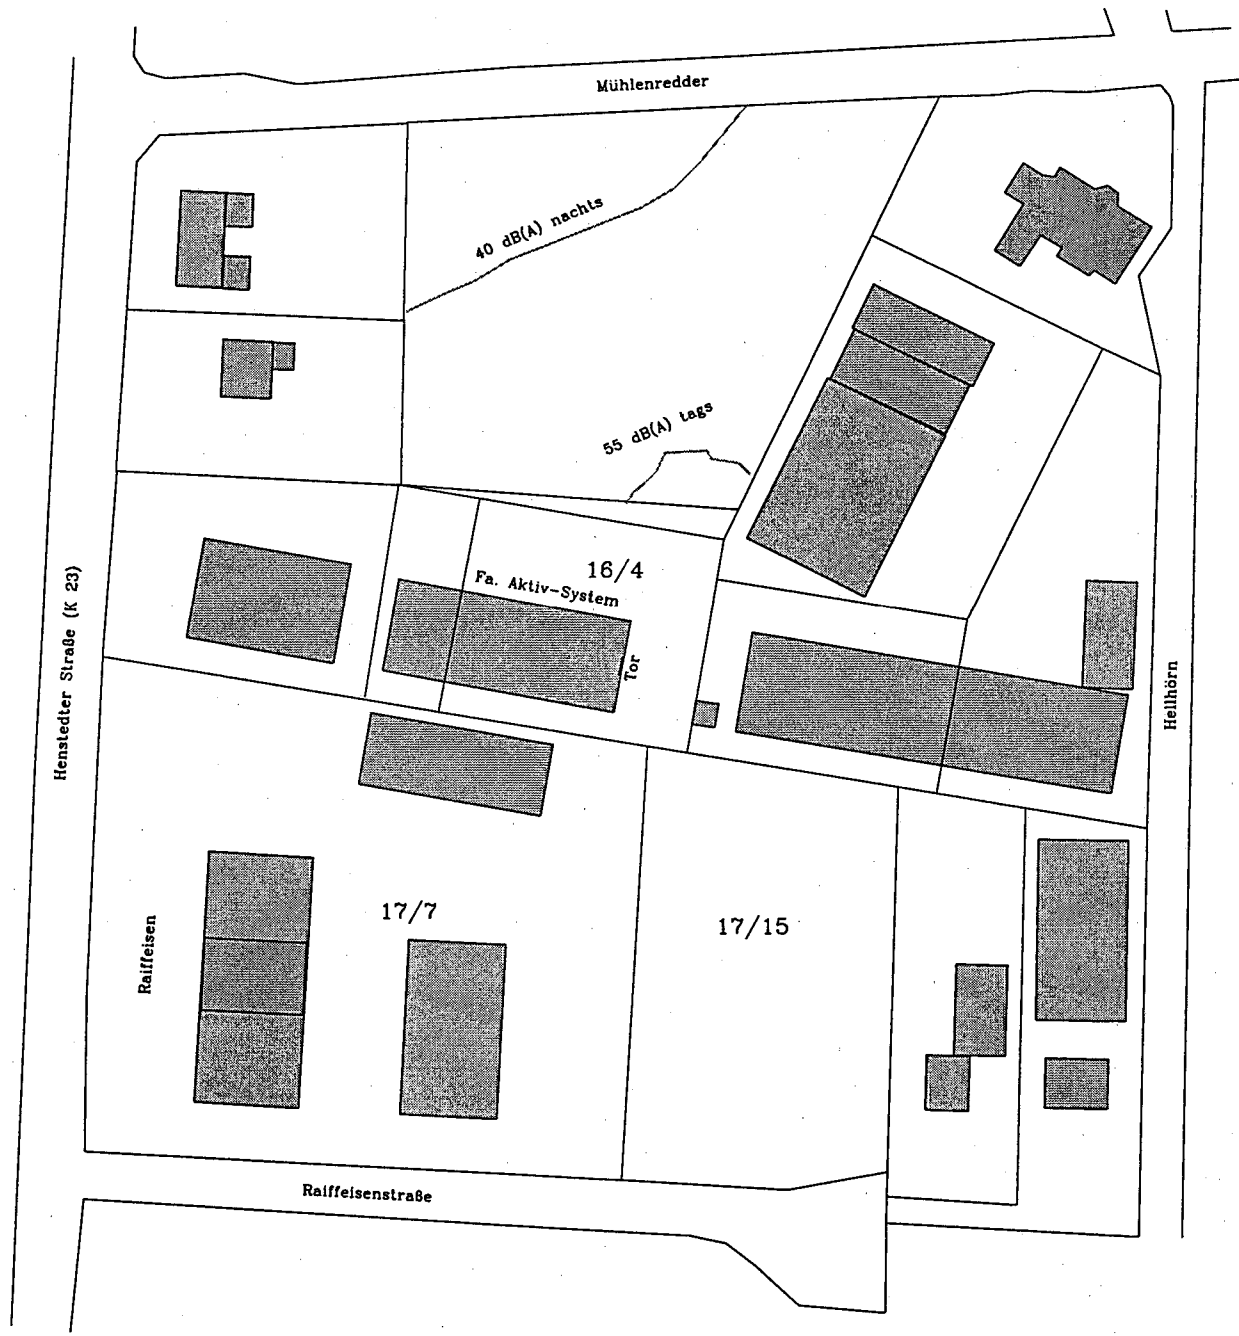 Mühlenredder
40 dB(A) nachts
55 dB(A) tags
16/4
Fa. Aktiv-System
Tor
Henstedter Straße (K 23)
Hellhörn
17/7
17/15
Raiffeisen
Raiffeisenstraße